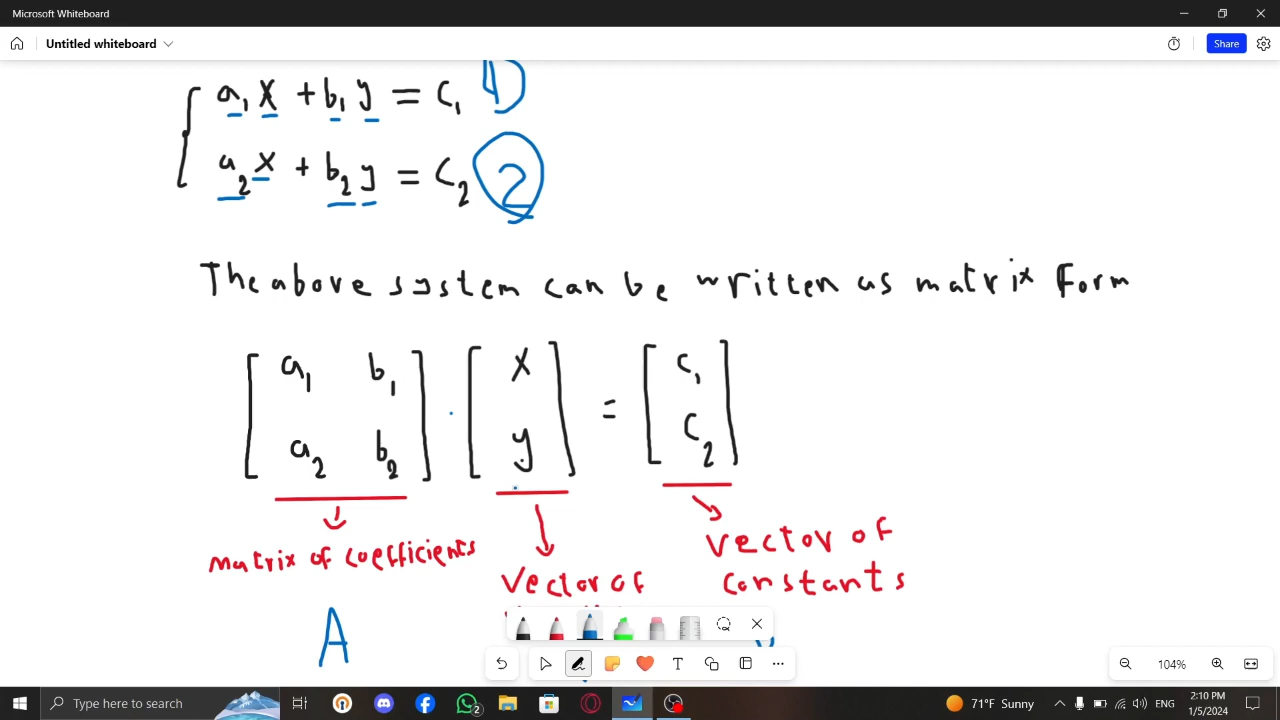 Microsoft Whiteboard
Untitled whiteboard
Share
a₁x + b₁y = c₁ 1
a₂x + b₂y = c₂ 2
The above system can be written as matrix form
[ a₁ b₁ ] . [ x ] = [ c₁ ]
[ a₂ b₂ ] [ y ] [ c₂ ]
matrix of coefficients
vector of
vector of
constants
A
104%
Type here to search
2
71°F Sunny
ENG
2:10 PM
1/5/2024